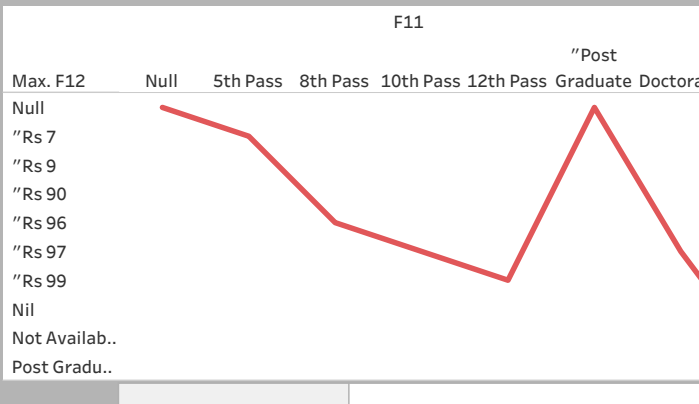 F11
″Post
Max. F12 Null 5th Pass 8th Pass 10th Pass 12th Pass Graduate Doctora
Null
″Rs 7
″Rs 9
″Rs 90
″Rs 96
″Rs 97
″Rs 99
Nil
Not Availab..
Post Gradu..